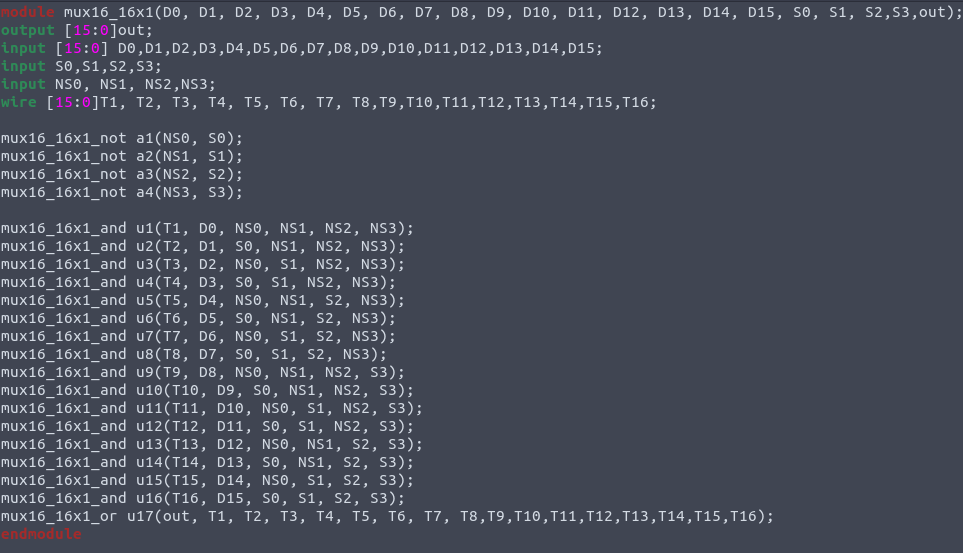 module mux16_16x1(D0, D1, D2, D3, D4, D5, D6, D7, D8, D9, D10, D11, D12, D13, D14, D15, S0, S1, S2,S3,out);
output [15:0]out;
input [15:0] D0,D1,D2,D3,D4,D5,D6,D7,D8,D9,D10,D11,D12,D13,D14,D15;
input S0,S1,S2,S3;
input NS0, NS1, NS2,NS3;
wire [15:0]T1, T2, T3, T4, T5, T6, T7, T8,T9,T10,T11,T12,T13,T14,T15,T16;
mux16_16x1_not a1(NS0, S0);
mux16_16x1_not a2(NS1, S1);
mux16_16x1_not a3(NS2, S2);
mux16_16x1_not a4(NS3, S3);
mux16_16x1_and u1(T1, D0, NS0, NS1, NS2, NS3);
mux16_16x1_and u2(T2, D1, S0, NS1, NS2, NS3);
mux16_16x1_and u3(T3, D2, NS0, S1, NS2, NS3);
mux16_16x1_and u4(T4, D3, S0, S1, NS2, NS3);
mux16_16x1_and u5(T5, D4, NS0, NS1, S2, NS3);
mux16_16x1_and u6(T6, D5, S0, NS1, S2, NS3);
mux16_16x1_and u7(T7, D6, NS0, S1, S2, NS3);
mux16_16x1_and u8(T8, D7, S0, S1, S2, NS3);
mux16_16x1_and u9(T9, D8, NS0, NS1, NS2, S3);
mux16_16x1_and u10(T10, D9, S0, NS1, NS2, S3);
mux16_16x1_and u11(T11, D10, NS0, S1, NS2, S3);
mux16_16x1_and u12(T12, D11, S0, S1, NS2, S3);
mux16_16x1_and u13(T13, D12, NS0, NS1, S2, S3);
mux16_16x1_and u14(T14, D13, S0, NS1, S2, S3);
mux16_16x1_and u15(T15, D14, NS0, S1, S2, S3);
mux16_16x1_and u16(T16, D15, S0, S1, S2, S3);
mux16_16x1_or u17(out, T1, T2, T3, T4, T5, T6, T7, T8,T9,T10,T11,T12,T13,T14,T15,T16);
endmodule